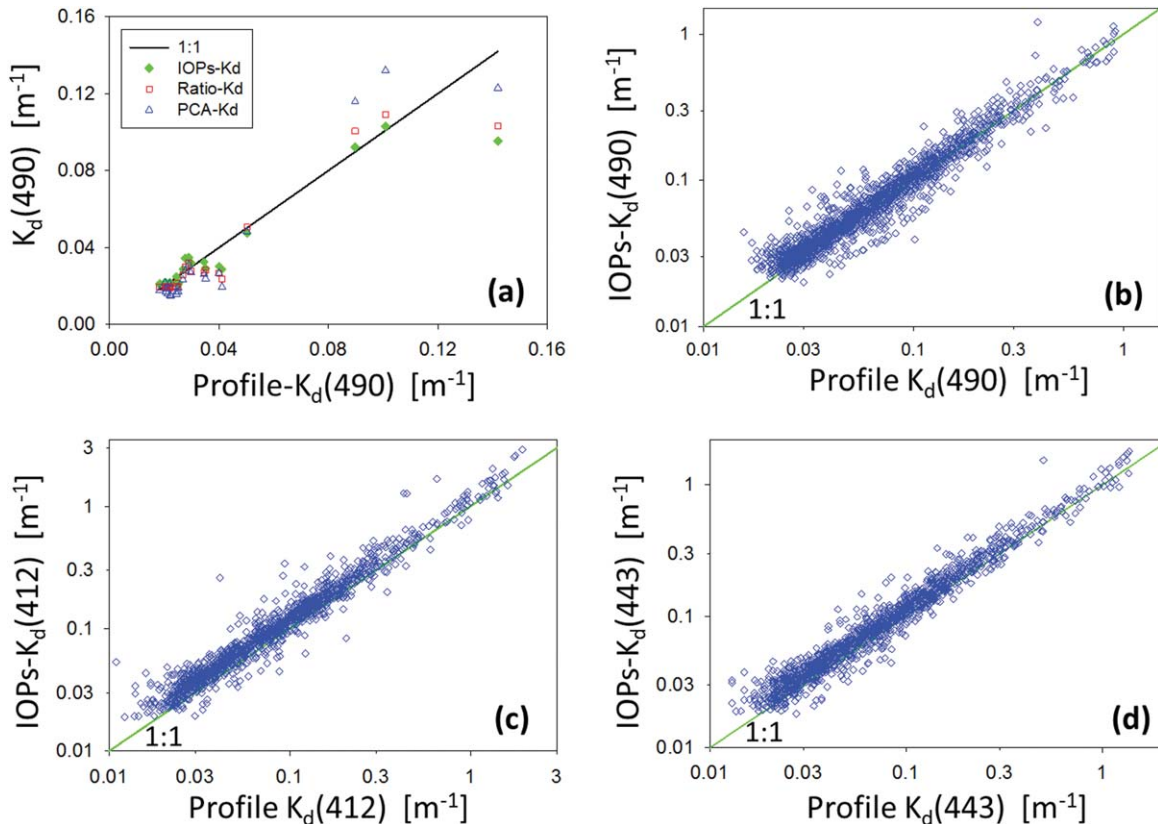 K_d(490) [m⁻¹]
0.16
0.12
0.08
0.04
0.00
1:1
IOPs-Kd
Ratio-Kd
PCA-Kd
(a)
0.00 0.04 0.08 0.12 0.16
Profile-K_d(490) [m⁻¹]
IOPs-K_d(490) [m⁻¹]
1
0.3
0.1
0.03
0.01
1:1
(b)
0.01 0.03 0.1 0.3 1
Profile K_d(490) [m⁻¹]
IOPs-K_d(412) [m⁻¹]
3
1
0.3
0.1
0.03
0.01
1:1
(c)
0.01 0.03 0.1 0.3 1 3
Profile K_d(412) [m⁻¹]
IOPs-K_d(443) [m⁻¹]
1
0.3
0.1
0.03
0.01
1:1
(d)
0.01 0.03 0.1 0.3 1
Profile K_d(443) [m⁻¹]